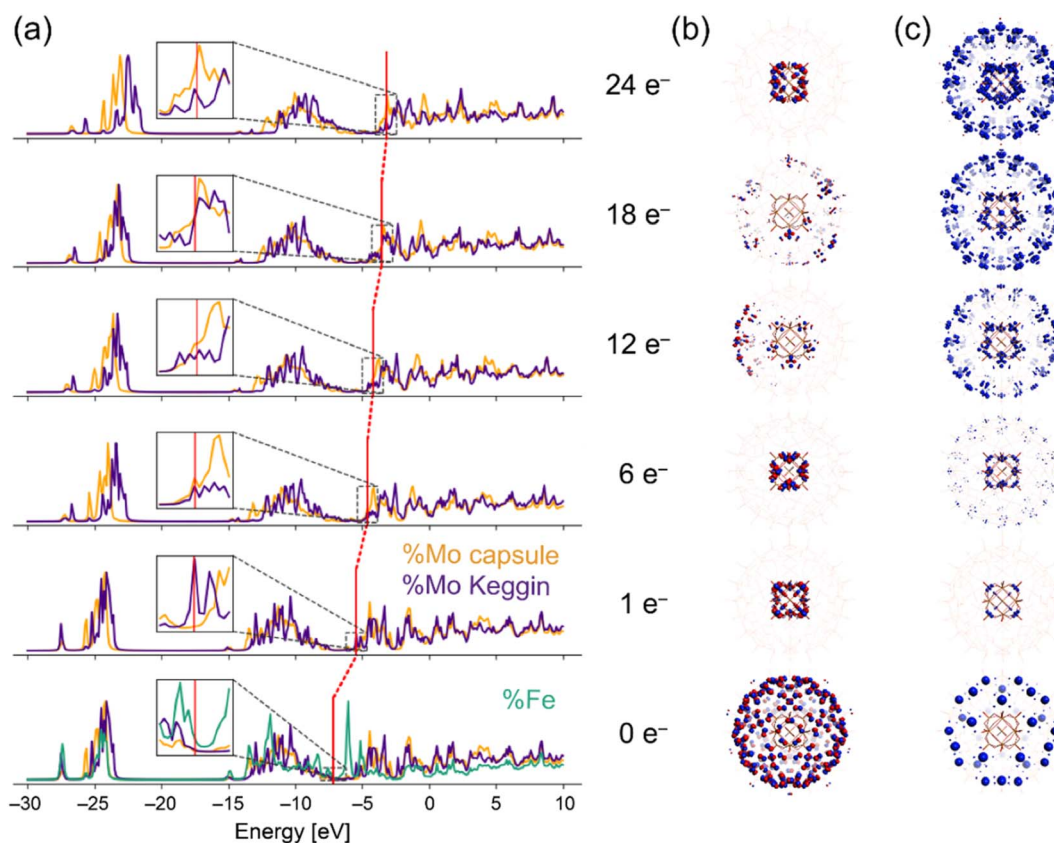 (a)
(b)
(c)
24 e⁻
18 e⁻
12 e⁻
6 e⁻
%Mo capsule
%Mo Keggin
1 e⁻
%Fe
0 e⁻
−30 −25 −20 −15 −10 −5 0 5 10
Energy [eV]